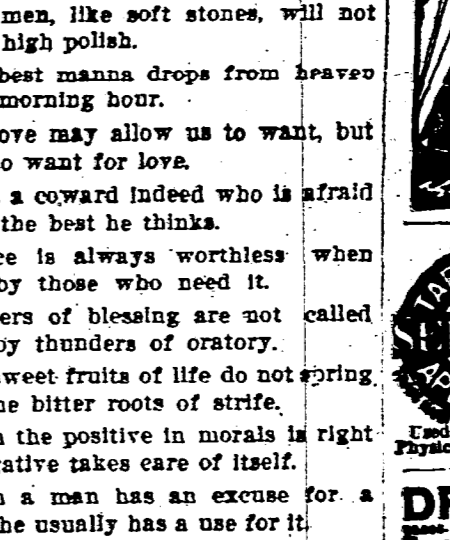 men, like soft stones, will not
high polish.
best manna drops from heaven
morning hour.
ove may allow us to want, but
o want for love.
a coward indeed who is afraid
the best he thinks.
ce is always worthless when
by those who need it.
ers of blessing are not called
by thunders of oratory.
weet fruits of life do not spring
he bitter roots of strife.
the positive in morals is right
ative takes care of itself.
a man has an excuse for a
he usually has a use for it.
TAR
AP
Used
Physic
DR